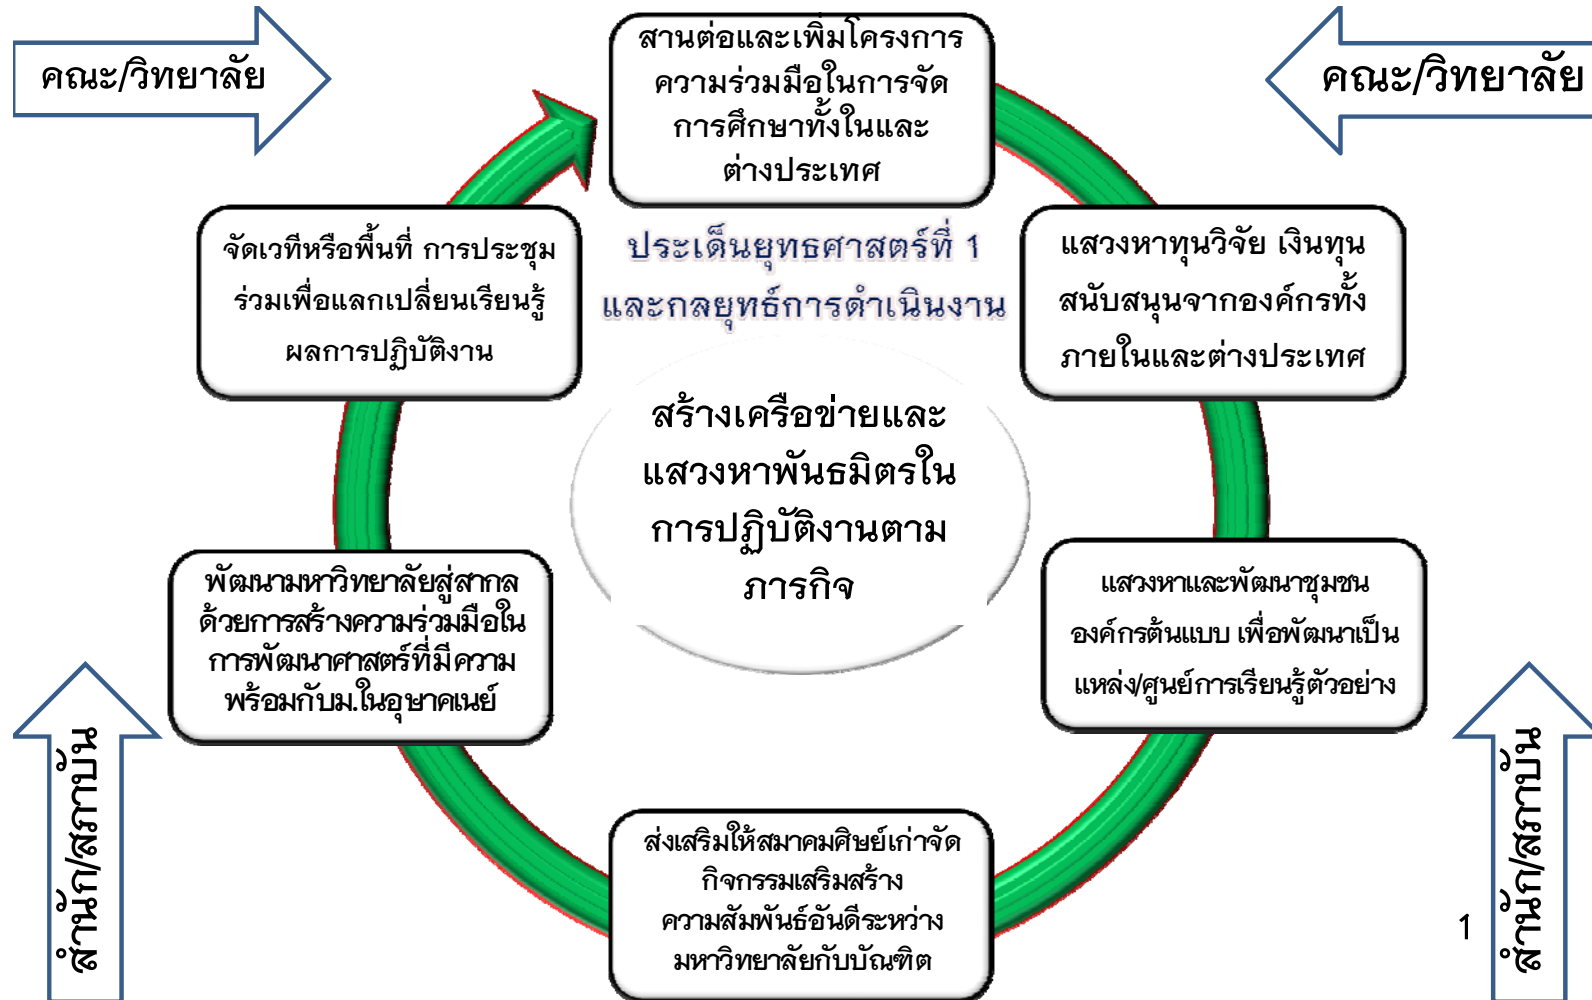 คณะ/วิทยาลัย
สานต่อและเพิ่มโครงการ
ความร่วมมือในการจัด
การศึกษาทั้งในและ
ต่างประเทศ
คณะ/วิทยาลัย
จัดเวทีหรือพื้นที่ การประชุม
ร่วมเพื่อแลกเปลี่ยนเรียนรู้
ผลการปฏิบัติงาน
ประเด็นยุทธศาสตร์ที่ 1
และกลยุทธ์การดำเนินงาน
แสวงหาทุนวิจัย เงินทุน
สนับสนุนจากองค์กรทั้ง
ภายในและต่างประเทศ
สร้างเครือข่ายและ
แสวงหาพันธมิตรใน
การปฏิบัติงานตาม
ภารกิจ
พัฒนามหาวิทยาลัยสู่สากล
ด้วยการสร้างความร่วมมือใน
การพัฒนาศาสตร์ที่มีความ
พร้อมกับม.ในอุษาคเนย์
แสวงหาและพัฒนาชุมชน
องค์กรต้นแบบ เพื่อพัฒนาเป็น
แหล่ง/ศูนย์การเรียนรู้ตัวอย่าง
สำนัก/สภาบัน
ส่งเสริมให้สมาคมศิษย์เก่าจัด
กิจกรรมเสริมสร้าง
ความสัมพันธ์อันดีระหว่าง
มหาวิทยาลัยกับบัณฑิต
1
สำนัก/สภาบัน